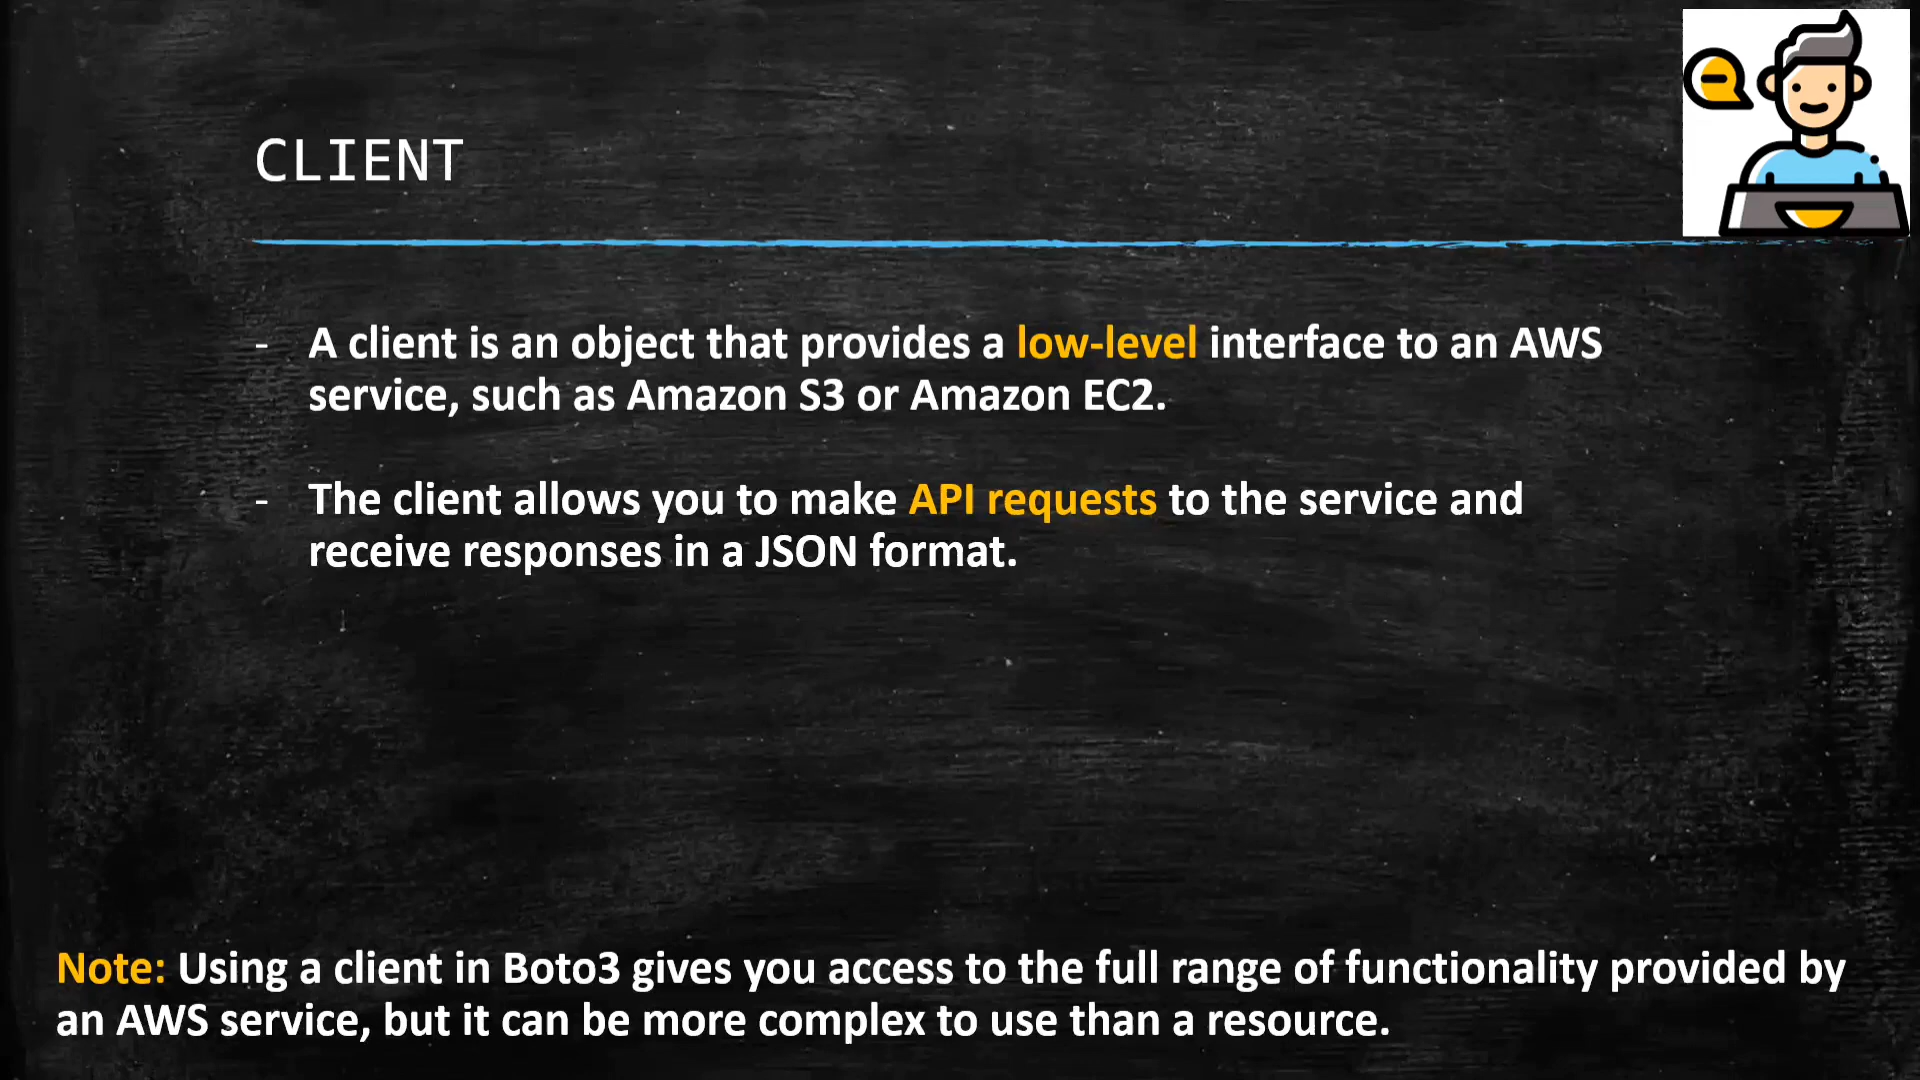 CLIENT
- A client is an object that provides a low-level interface to an AWS
service, such as Amazon S3 or Amazon EC2.
- The client allows you to make API requests to the service and
receive responses in a JSON format.
Note: Using a client in Boto3 gives you access to the full range of functionality provided by
an AWS service, but it can be more complex to use than a resource.